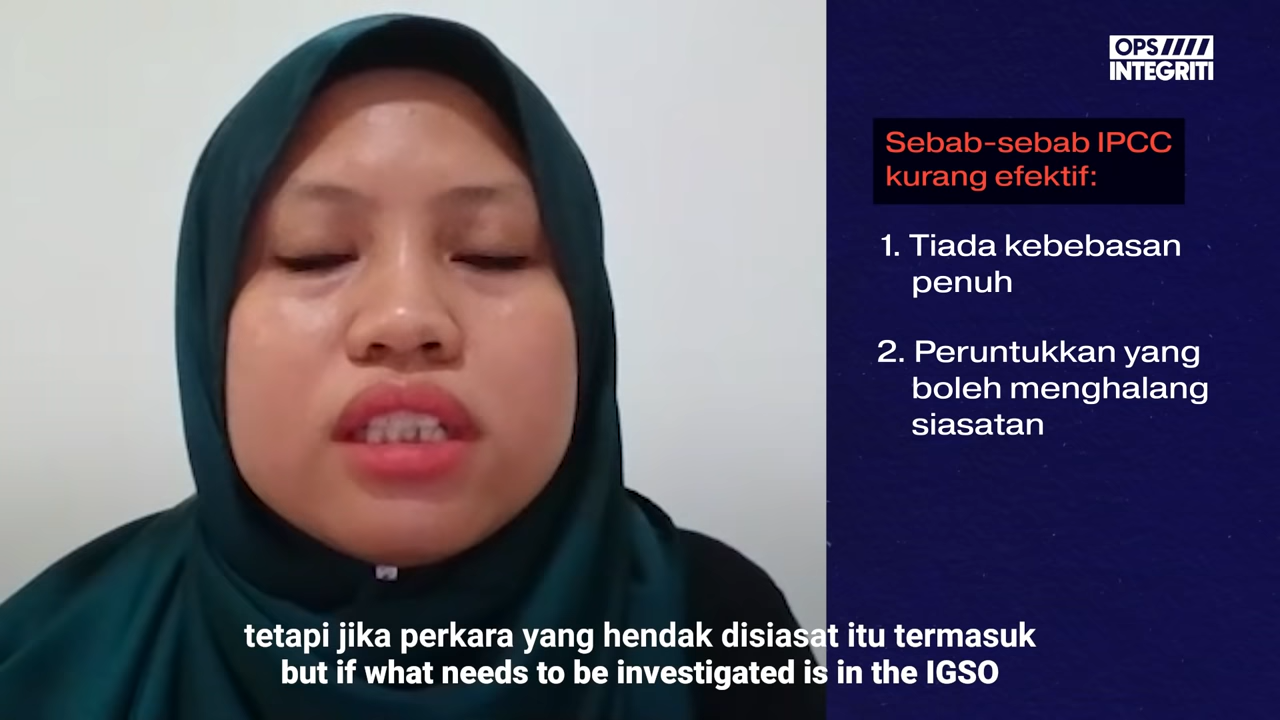 OPS////
INTEGRITI
Sebab-sebab IPCC
kurang efektif:
1. Tiada kebebasan
penuh
2. Peruntukkan yang
boleh menghalang
siasatan
tetapi jika perkara yang hendak disiasat itu termasuk
but if what needs to be investigated is in the IGSO